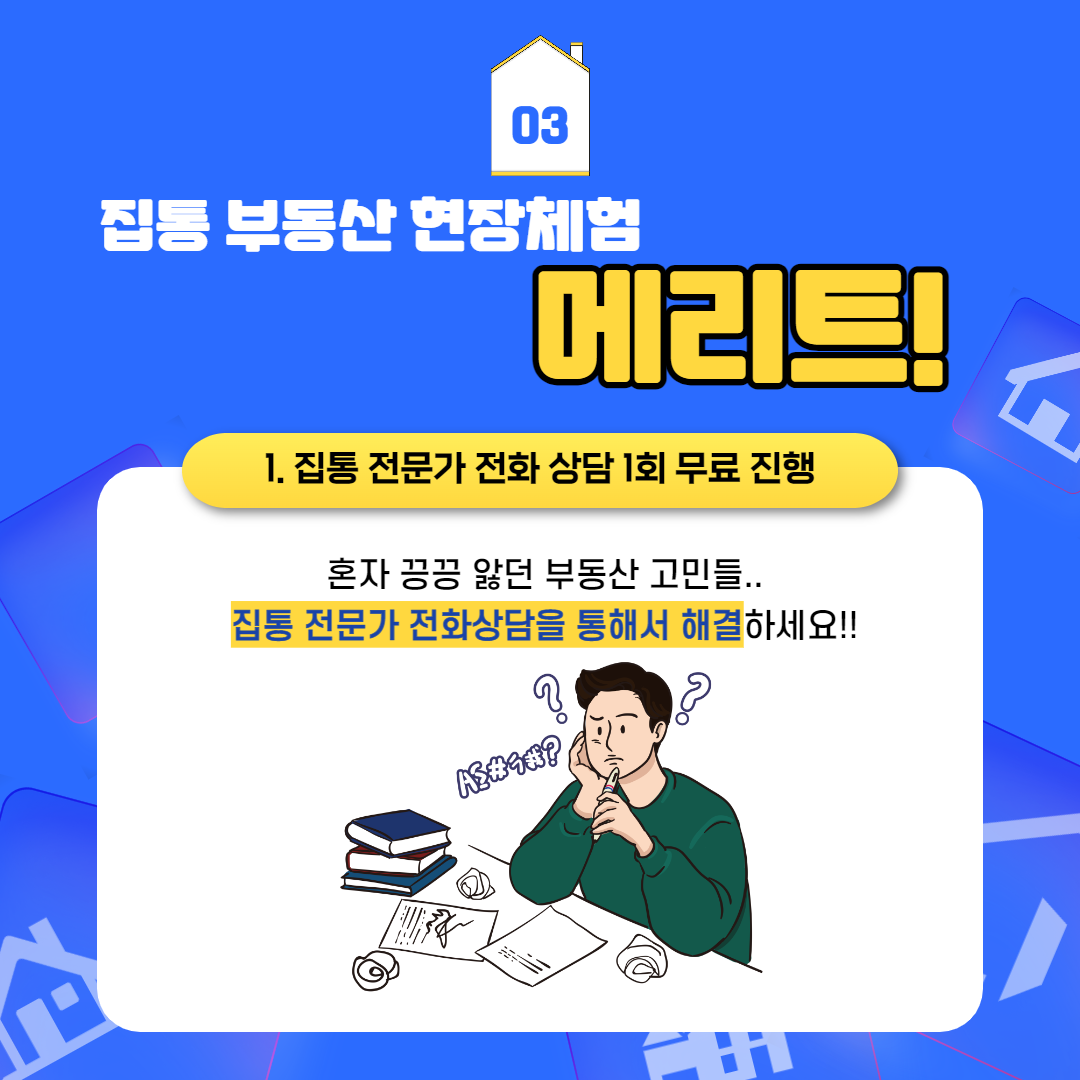 03
집통 부동산 현장체험
메리트!
1. 집통 전문가 전화 상담 1회 무료 진행
혼자 끙끙 앓던 부동산 고민들..
집통 전문가 전화상담을 통해서 해결하세요!!
? ?